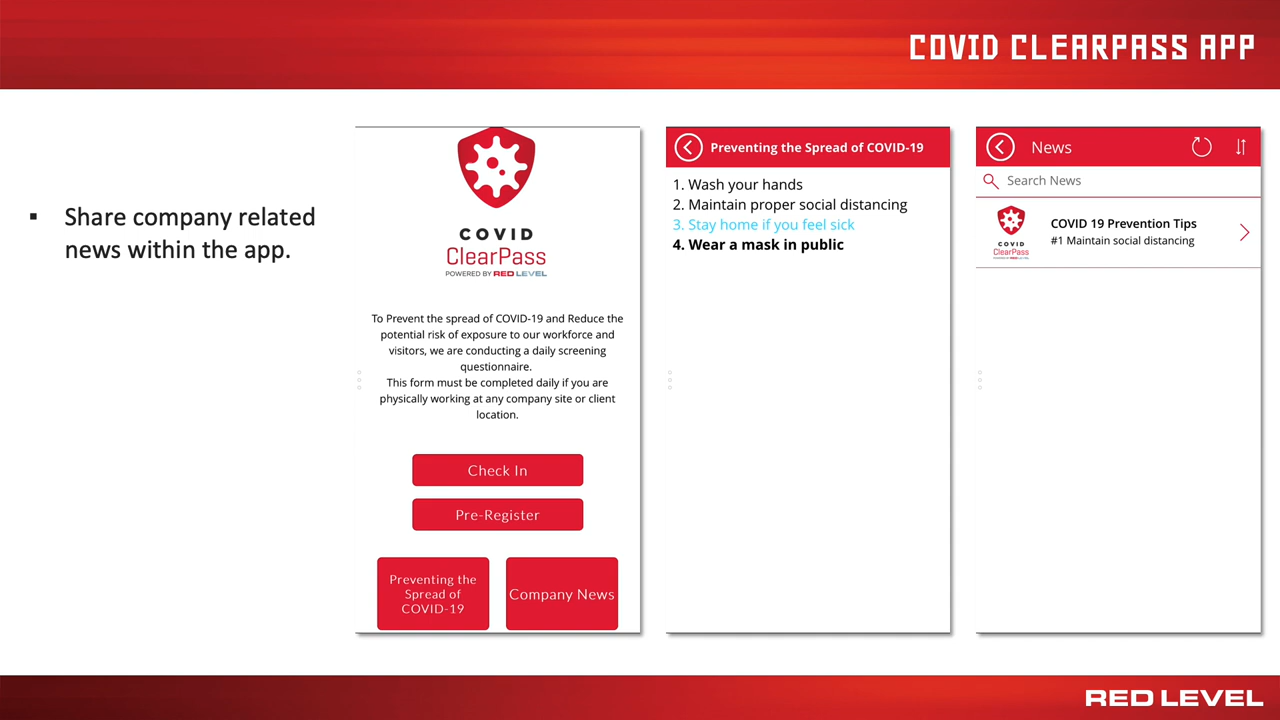 COVID CLEARPASS APP
▪ Share company related
news within the app.
COVID
ClearPass
POWERED BY RED LEVEL
To Prevent the spread of COVID-19 and Reduce the
potential risk of exposure to our workforce and
visitors, we are conducting a daily screening
questionnaire.
This form must be completed daily if you are
physically working at any company site or client
location.
Check In
Pre-Register
Preventing the
Spread of
COVID-19
Company News
Preventing the Spread of COVID-19
1. Wash your hands
2. Maintain proper social distancing
3. Stay home if you feel sick
4. Wear a mask in public
News
Search News
COVID
ClearPass
COVID 19 Prevention Tips
#1 Maintain social distancing
RED LEVEL